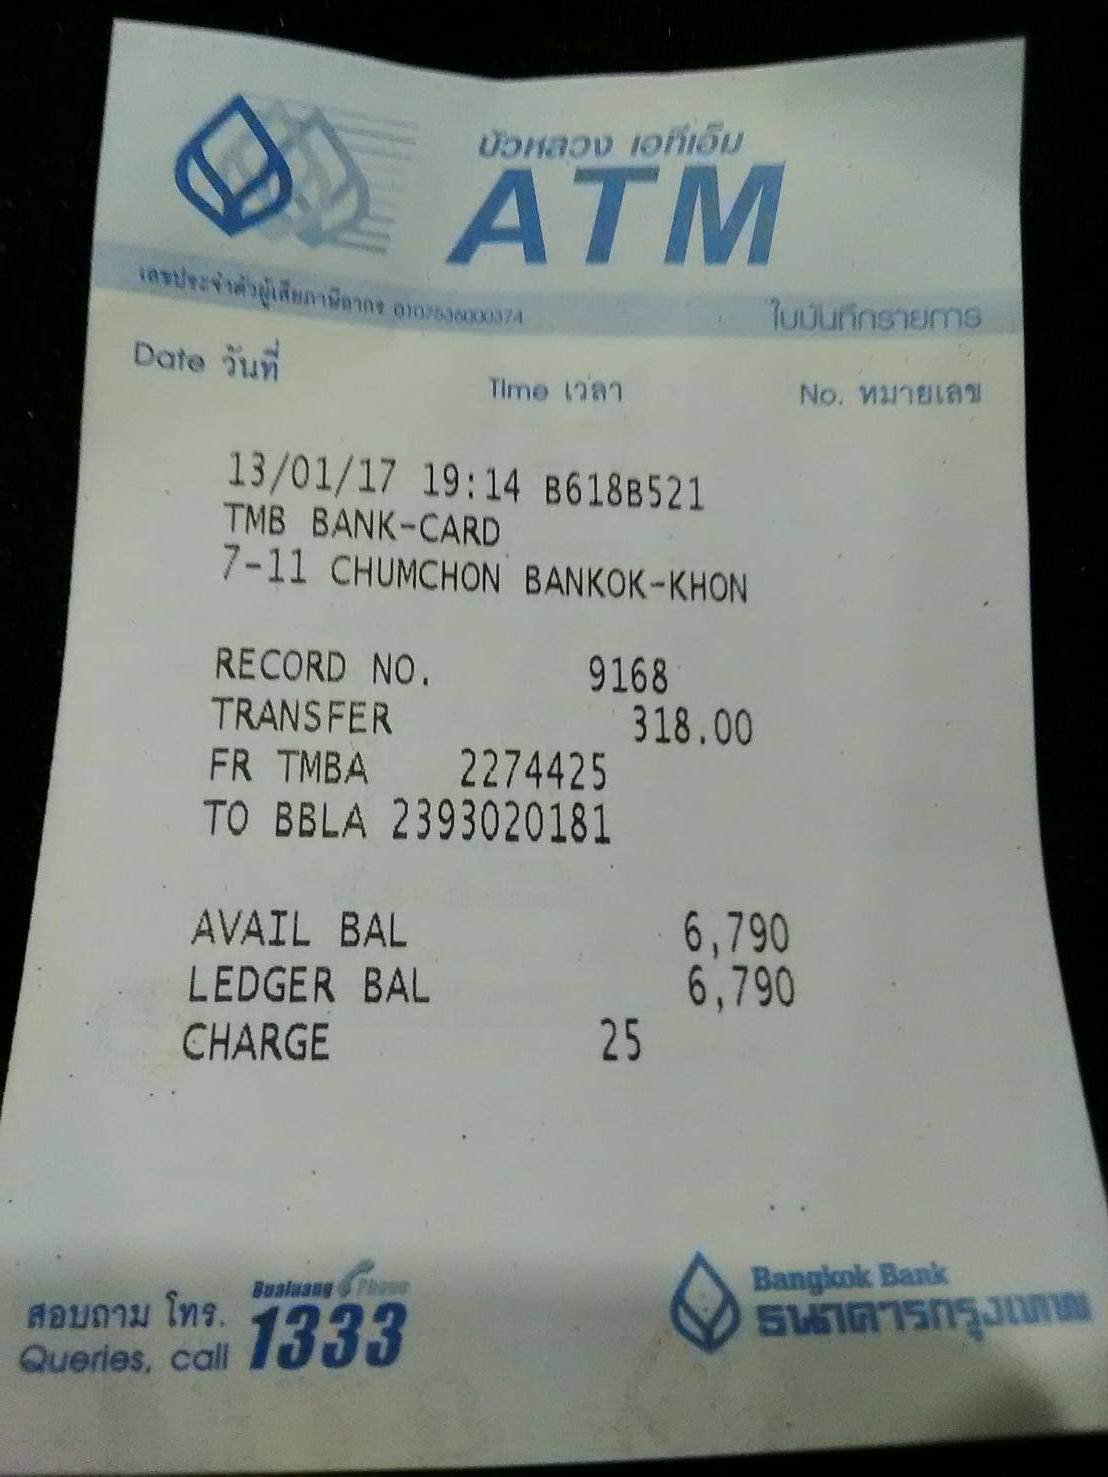 บัวหลวง เอทีเอ็ม
ATM
เลขประจำตัวผู้เสียภาษีอากร 0107536000374
ใบบันทึกรายการ
Date วันที่ Time เวลา No. หมายเลข
13/01/17 19:14 B618B521
TMB BANK-CARD
7-11 CHUMCHON BANKOK-KHON
RECORD NO. 9168
TRANSFER 318.00
FR TMBA 2274425
TO BBLA 2393020181
AVAIL BAL 6,790
LEDGER BAL 6,790
CHARGE 25
สอบถาม โทร.
Queries, call
Bualuang Phone
1333
Bangkok Bank
ธนาคารกรุงเทพ